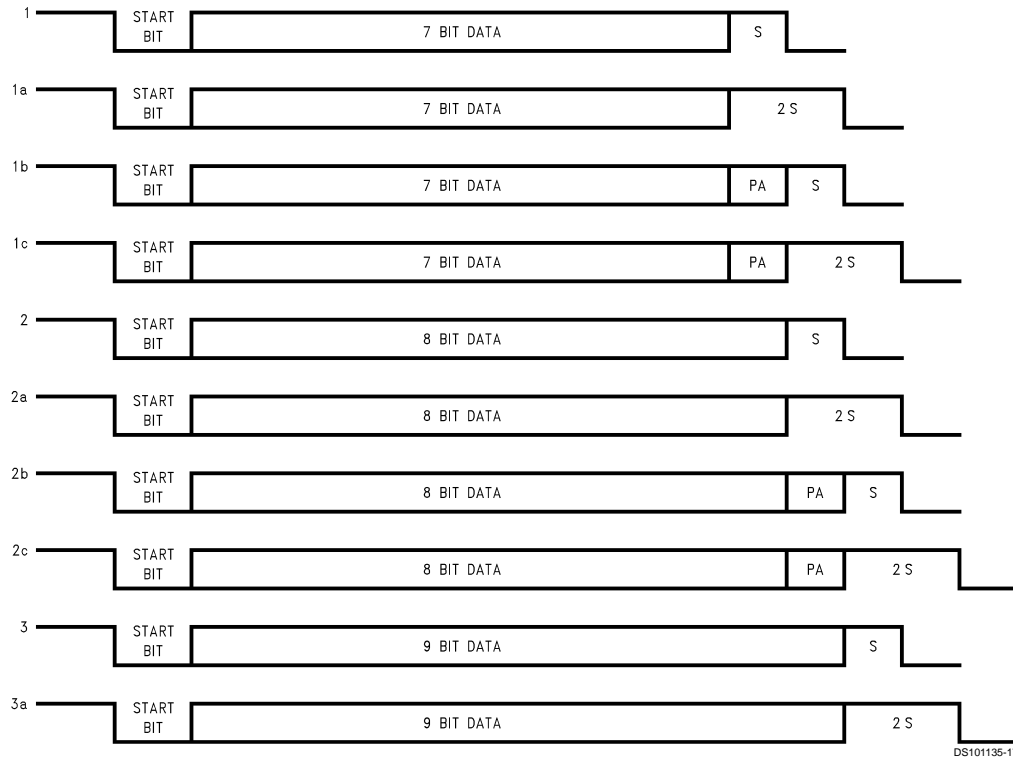 1 START BIT 7 BIT DATA S
1a START BIT 7 BIT DATA 2 S
1b START BIT 7 BIT DATA PA S
1c START BIT 7 BIT DATA PA 2 S
2 START BIT 8 BIT DATA S
2a START BIT 8 BIT DATA 2 S
2b START BIT 8 BIT DATA PA S
2c START BIT 8 BIT DATA PA 2 S
3 START BIT 9 BIT DATA S
3a START BIT 9 BIT DATA 2 S